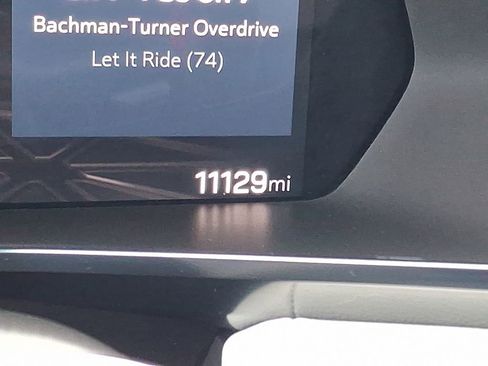 Bachman-Turner Overdrive
Let It Ride (74)
11129mi